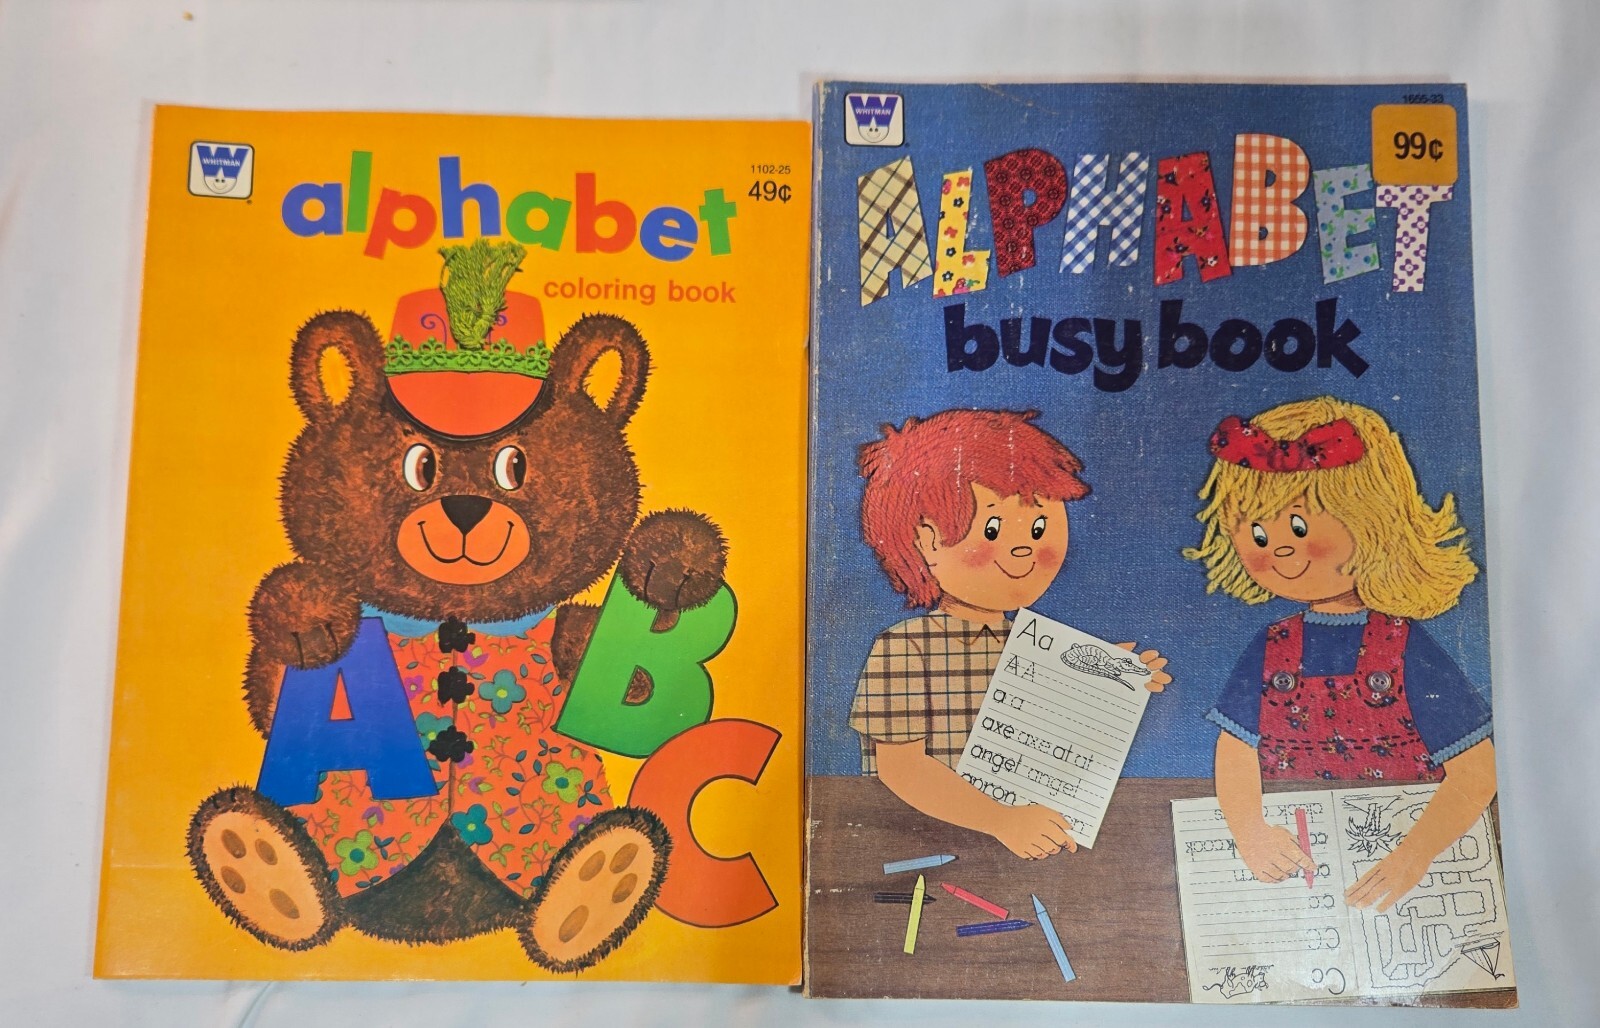 WHITMAN
alphabet
1102-25
49¢
coloring book
A
B
C
WHITMAN
1655-33
99¢
ALPHABET
busy book
Aa
AA
a a
axe axe at at
angel angel
apron
Cc